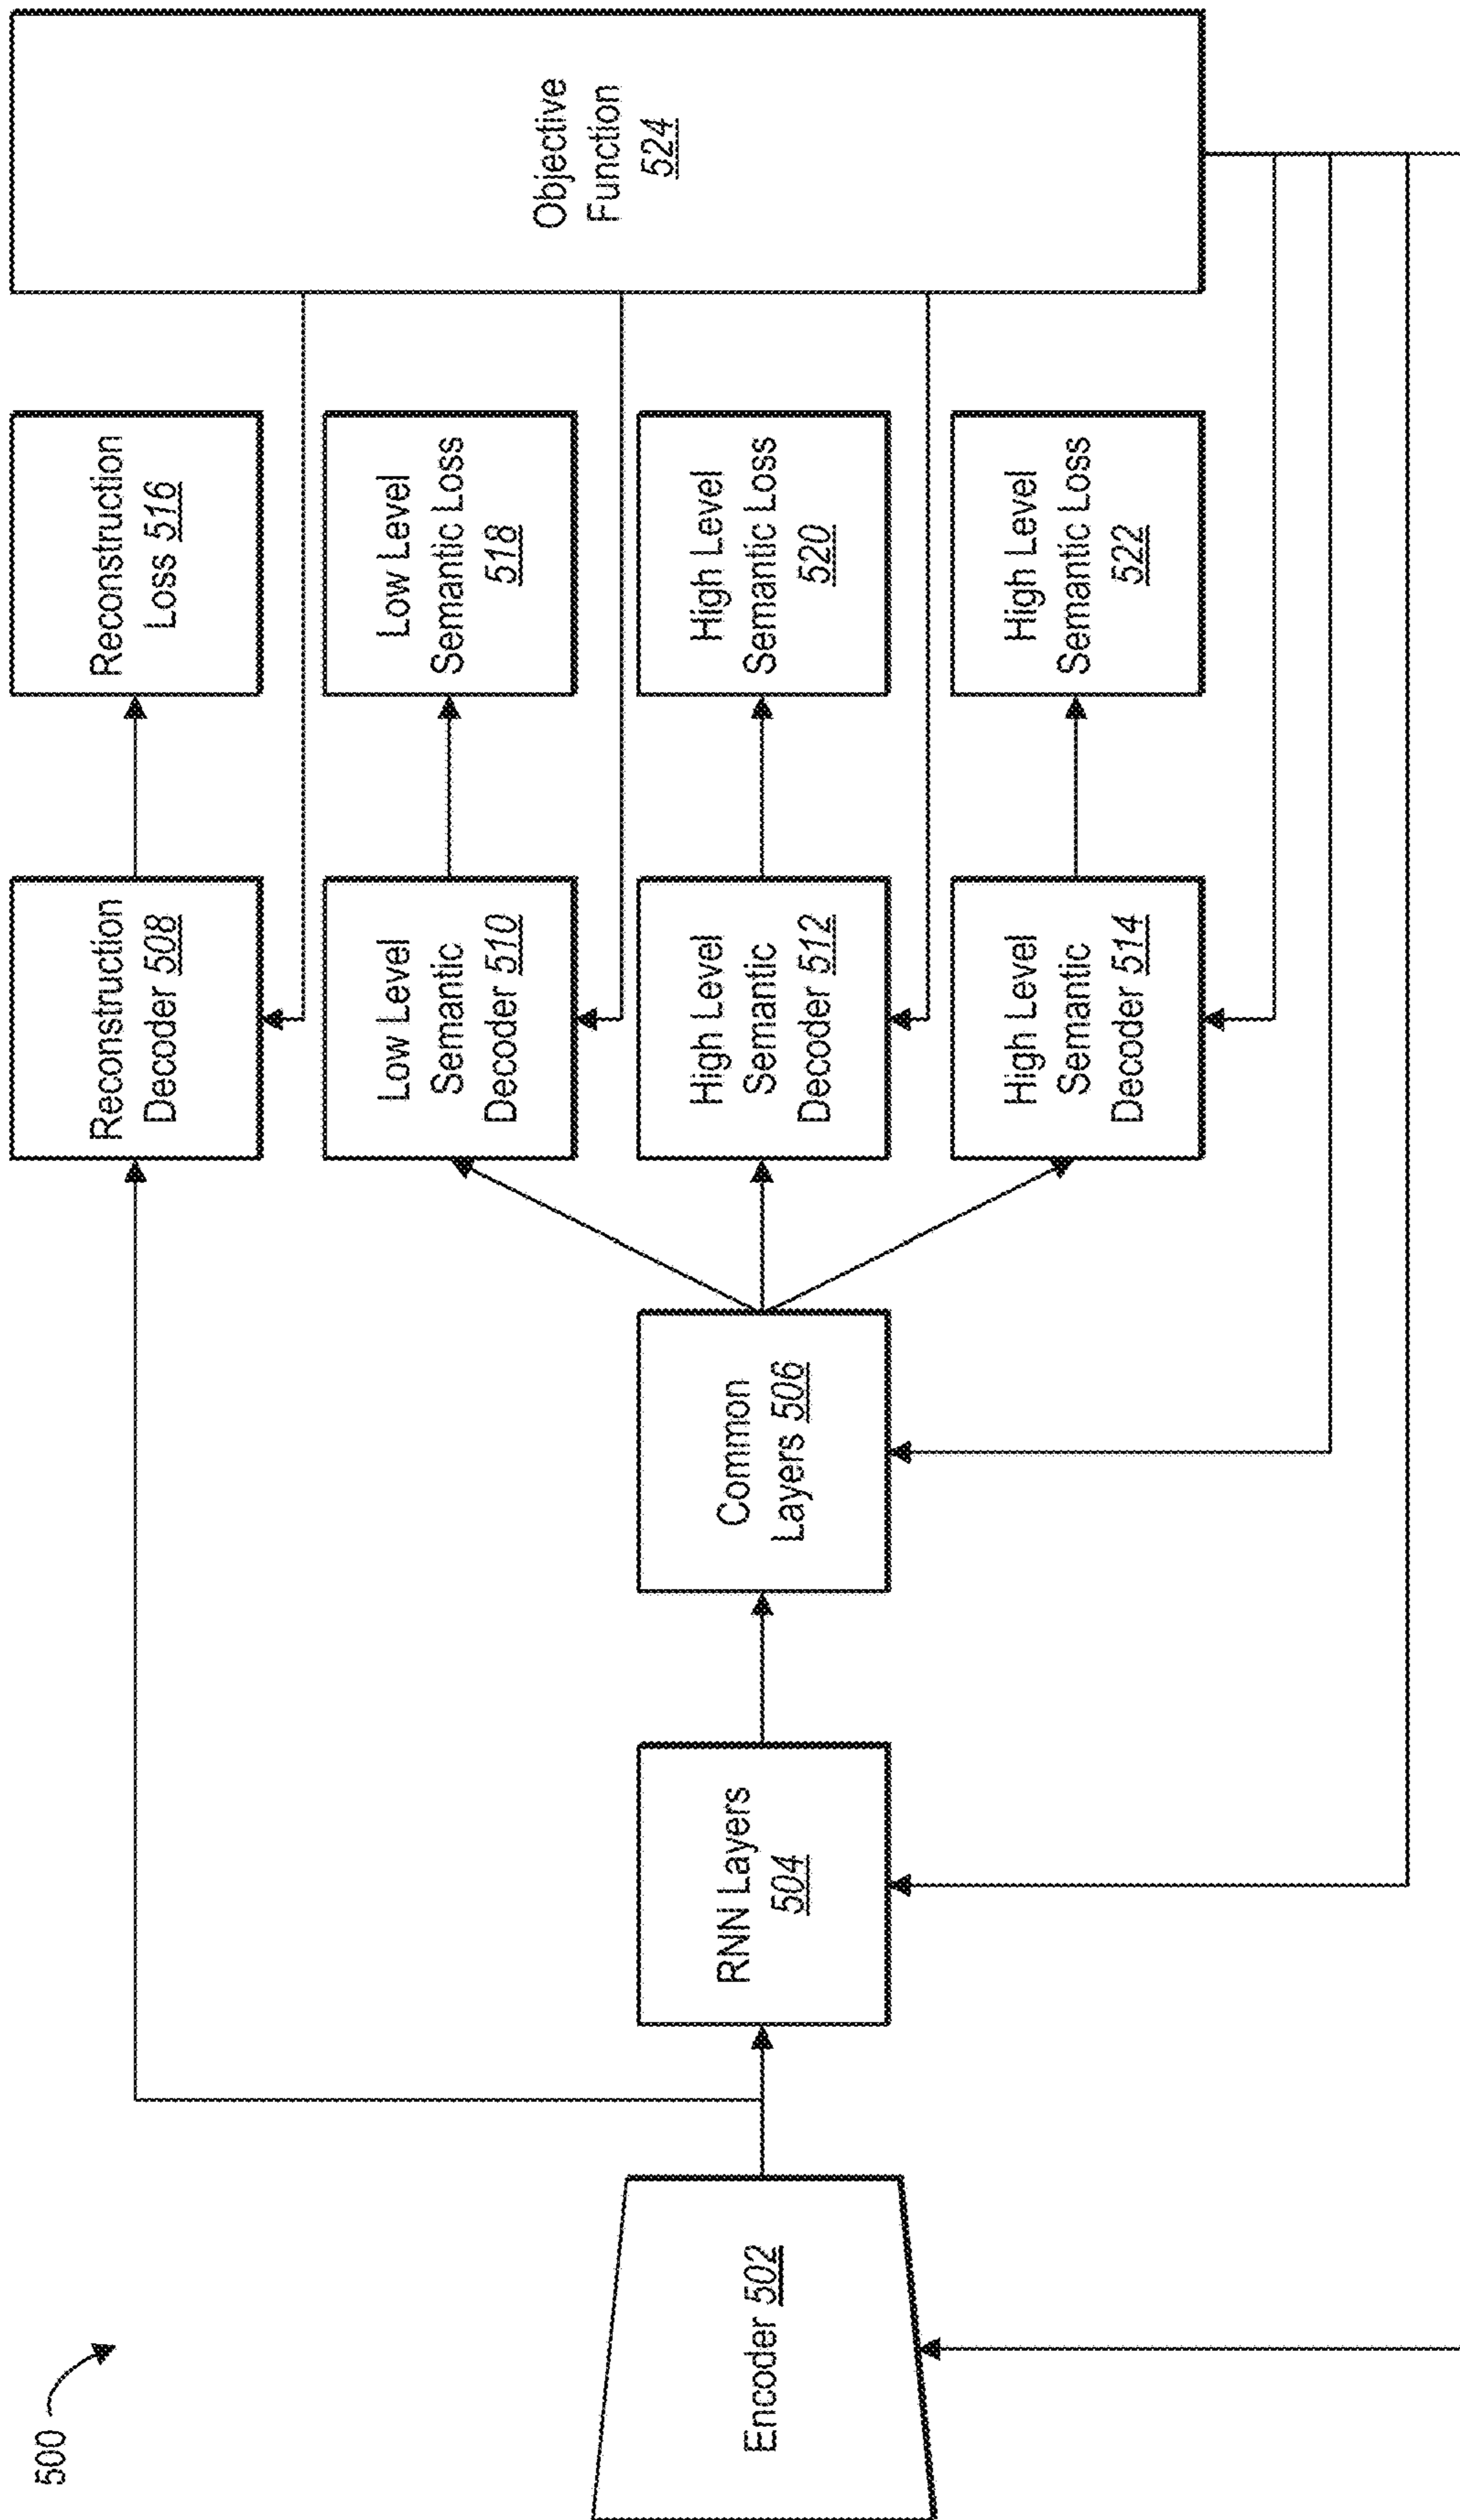 500
Encoder 502
RNN Layers
504
Common
Layers 506
Reconstruction
Decoder 508
Low Level
Semantic
Decoder 510
High Level
Semantic
Decoder 512
High Level
Semantic
Decoder 514
Reconstruction
Loss 516
Low Level
Semantic Loss
518
High Level
Semantic Loss
520
High Level
Semantic Loss
522
Objective
Function
524